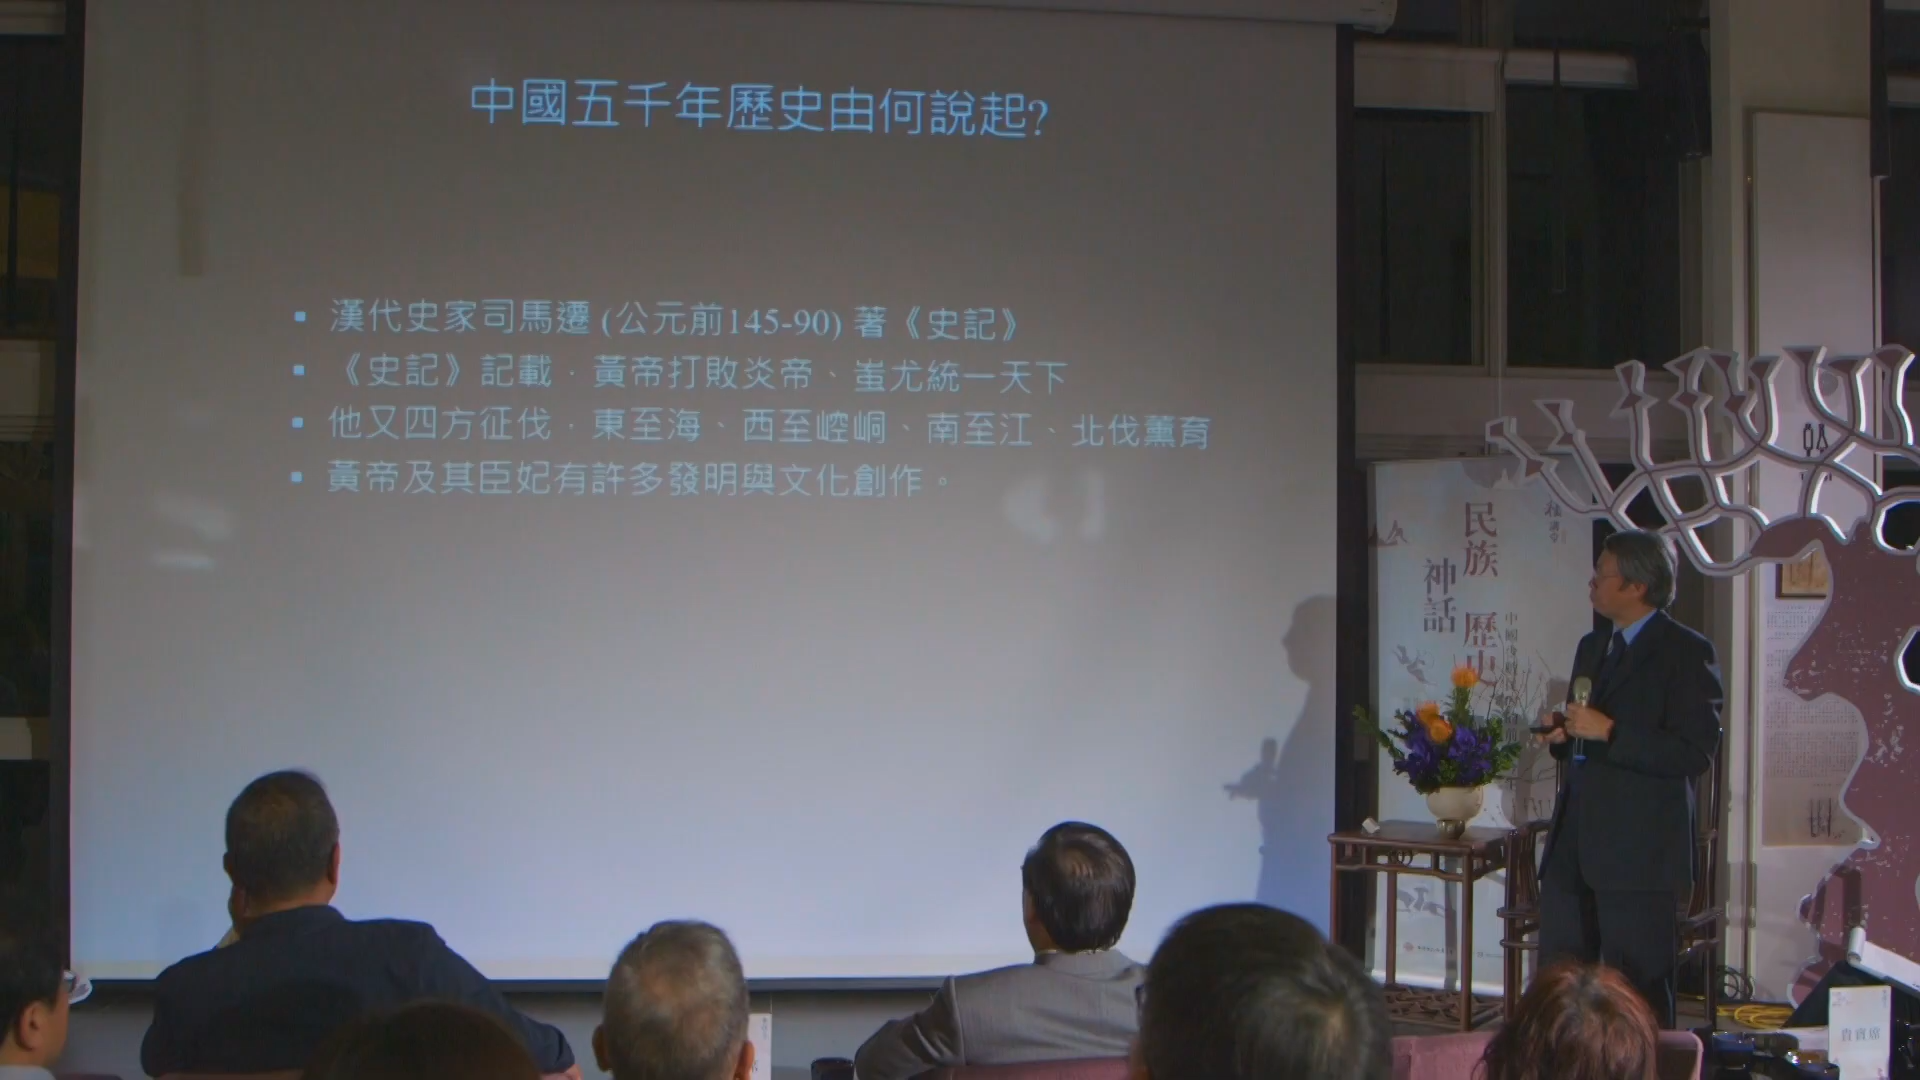 中國五千年歷史由何說起?
▪ 漢代史家司馬遷 (公元前145-90) 著《史記》
▪ 《史記》記載，黃帝打敗炎帝、蚩尤統一天下
▪ 他又四方征伐，東至海、西至崆峒、南至江、北伐薰育
▪ 黃帝及其臣妃有許多發明與文化創作。
民族 歷史
神話
貴賓席